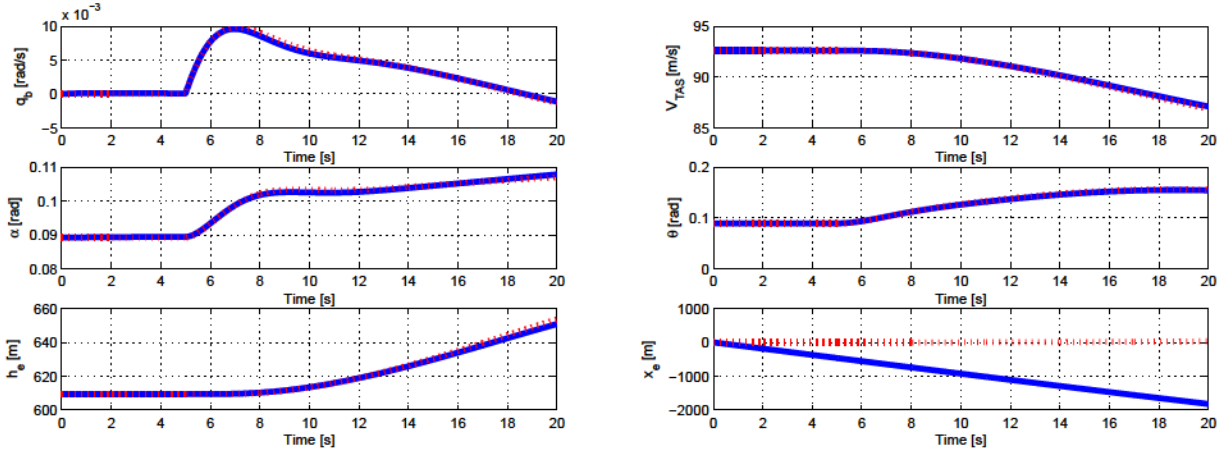 x 10⁻³
10
5
0
−5
q_b [rad/s]
0 2 4 6 8 10 12 14 16 18 20
Time [s]
95
90
85
V_TAS [m/s]
0 2 4 6 8 10 12 14 16 18 20
Time [s]
0.11
0.1
0.09
0.08
α [rad]
0 2 4 6 8 10 12 14 16 18 20
Time [s]
0.2
0.1
0
θ [rad]
0 2 4 6 8 10 12 14 16 18 20
Time [s]
660
640
620
600
h_e [m]
0 2 4 6 8 10 12 14 16 18 20
Time [s]
1000
0
−1000
−2000
x_e [m]
0 2 4 6 8 10 12 14 16 18 20
Time [s]